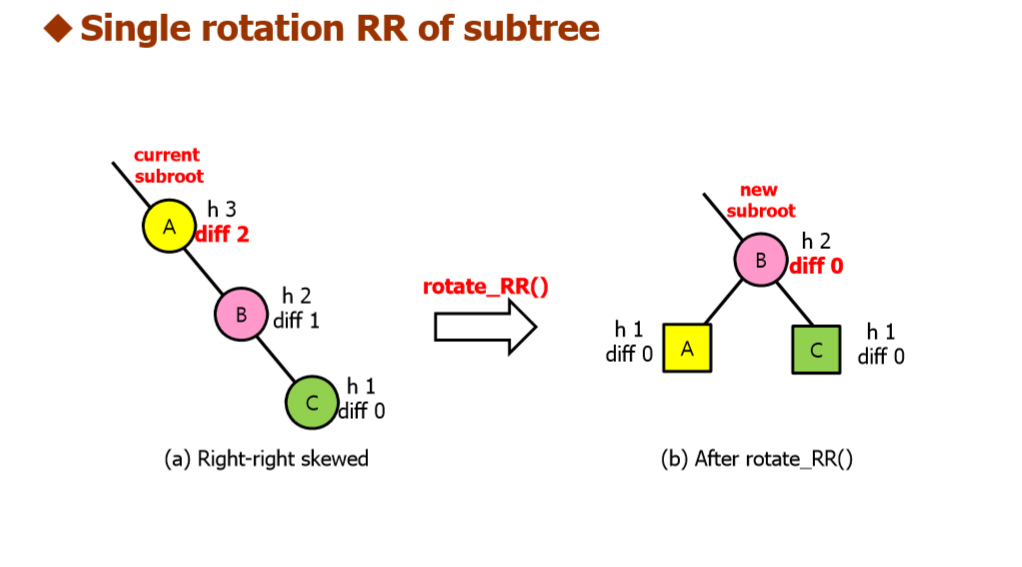 Single rotation RR of subtree
current
subroot
A
h 3
diff 2
B
h 2
diff 1
C
h 1
diff 0
(a) Right-right skewed
rotate_RR()
new
subroot
B
h 2
diff 0
h 1
diff 0
A
C
h 1
diff 0
(b) After rotate_RR()